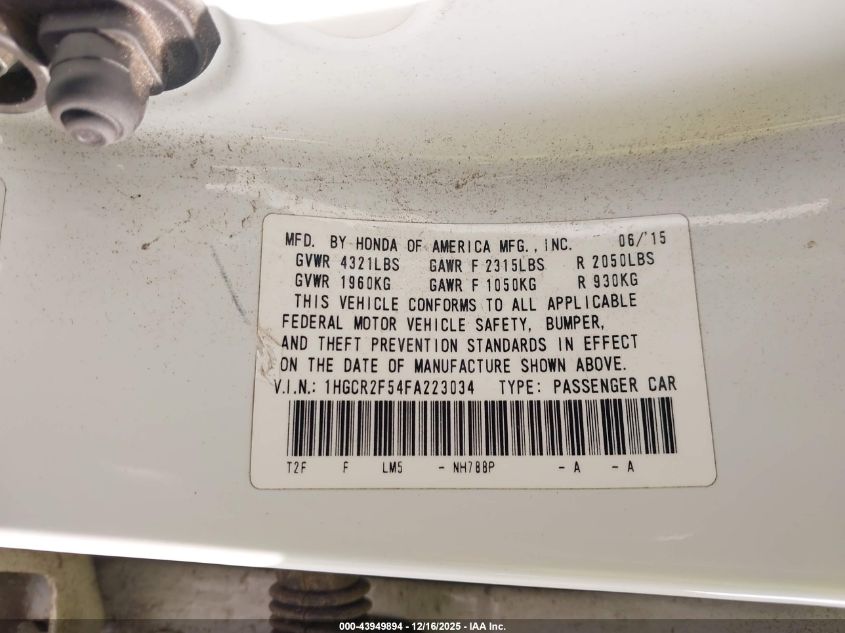 MFD. BY HONDA OF AMERICA MFG., INC. 06/'15
GVWR 4321LBS GAWR F 2315LBS R 2050LBS
GVWR 1960KG GAWR F 1050KG R 930KG
THIS VEHICLE CONFORMS TO ALL APPLICABLE
FEDERAL MOTOR VEHICLE SAFETY, BUMPER,
AND THEFT PREVENTION STANDARDS IN EFFECT
ON THE DATE OF MANUFACTURE SHOWN ABOVE.
V.I.N.: 1HGCR2F54FA223034 TYPE: PASSENGER CAR
T2F F LM5 - NH788P - A - A
000-43949894 - 12/16/2025 - IAA Inc.